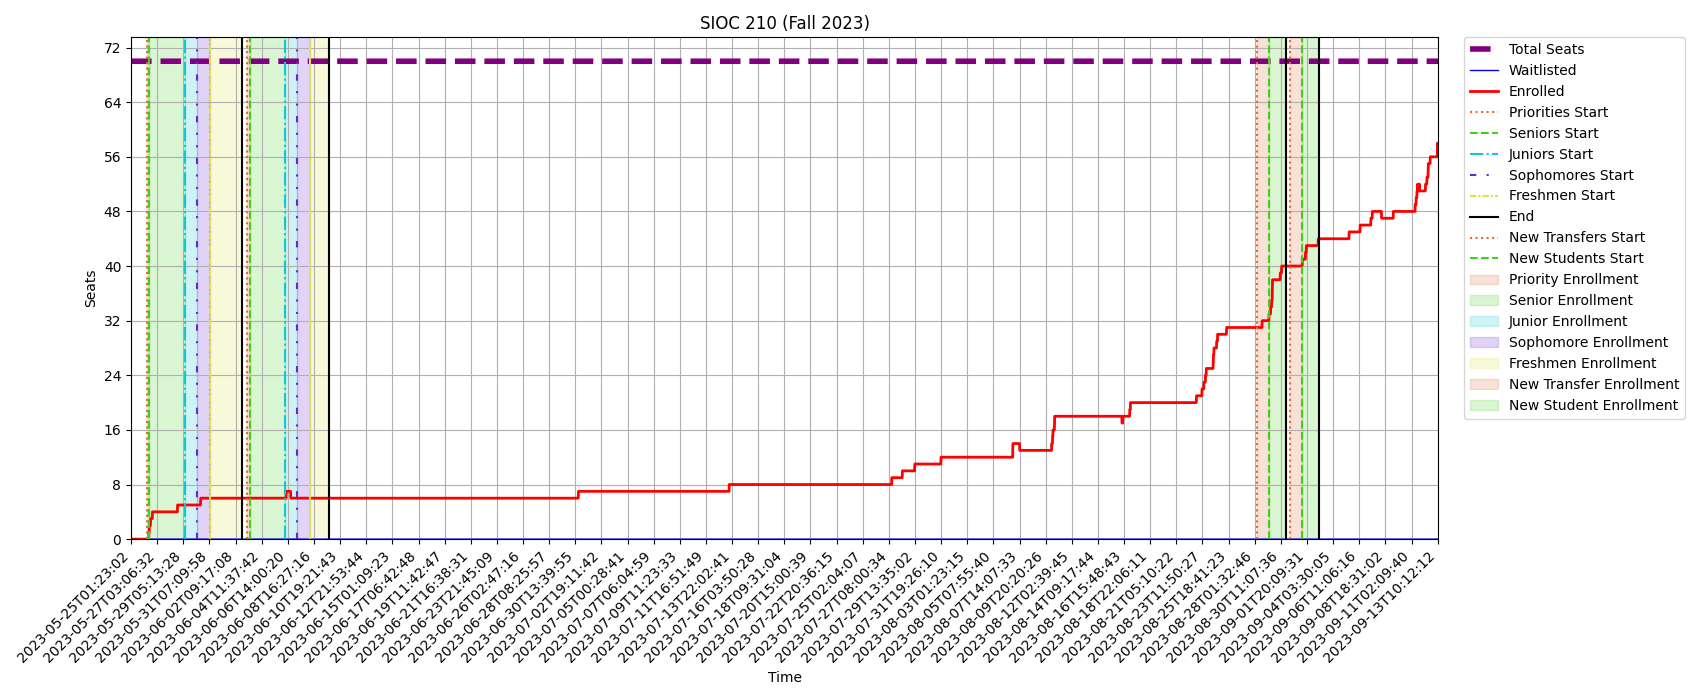 SIOC 210 (Fall 2023)
72
64
56
48
40
32
24
16
8
0
Seats
2023-05-25T01:23:02
2023-05-27T03:06:32
2023-05-29T05:13:28
2023-05-31T07:09:58
2023-06-02T09:17:08
2023-06-04T11:37:42
2023-06-06T14:00:20
2023-06-08T16:27:16
2023-06-10T19:21:43
2023-06-12T21:53:44
2023-06-15T01:09:23
2023-06-17T06:42:48
2023-06-19T11:42:47
2023-06-21T16:38:31
2023-06-23T21:45:09
2023-06-26T02:47:16
2023-06-28T08:25:57
2023-06-30T13:39:55
2023-07-02T19:11:42
2023-07-05T00:28:41
2023-07-07T06:04:59
2023-07-09T11:23:33
2023-07-11T16:51:49
2023-07-13T22:02:41
2023-07-16T03:50:28
2023-07-18T09:31:04
2023-07-20T15:00:39
2023-07-22T20:36:15
2023-07-25T02:04:07
2023-07-27T08:00:34
2023-07-29T13:35:02
2023-07-31T19:26:10
2023-08-03T01:23:15
2023-08-05T07:55:40
2023-08-07T14:07:33
2023-08-09T20:20:26
2023-08-12T02:39:45
2023-08-14T09:17:44
2023-08-16T15:48:43
2023-08-18T22:06:11
2023-08-21T05:10:22
2023-08-23T11:50:27
2023-08-25T18:41:23
2023-08-28T01:32:46
2023-08-30T11:07:36
2023-09-01T20:09:31
2023-09-04T03:30:05
2023-09-06T11:06:16
2023-09-08T18:31:02
2023-09-11T02:09:40
2023-09-13T10:12:12
Time
Total Seats
Waitlisted
Enrolled
Priorities Start
Seniors Start
Juniors Start
Sophomores Start
Freshmen Start
End
New Transfers Start
New Students Start
Priority Enrollment
Senior Enrollment
Junior Enrollment
Sophomore Enrollment
Freshmen Enrollment
New Transfer Enrollment
New Student Enrollment